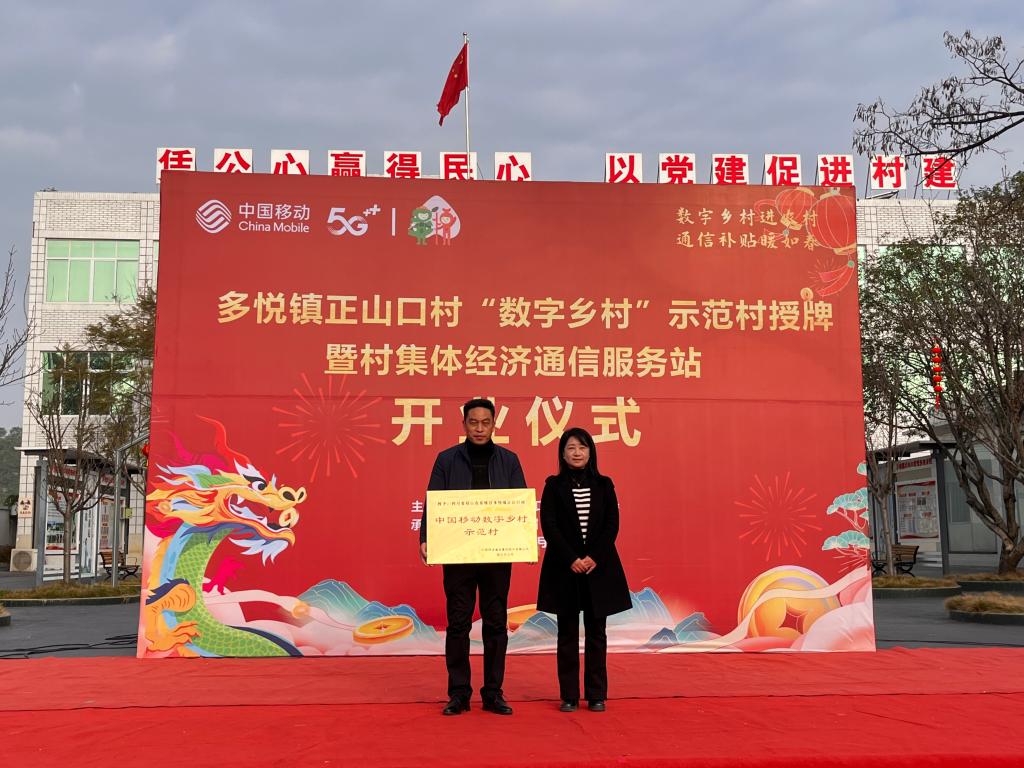 凭公心赢得民心 以党建促进村建
中国移动
China Mobile
5G++
数字乡村进农村
通信补贴暖如春
多悦镇正山口村“数字乡村”示范村授牌
暨村集体经济通信服务站
开业仪式
主
承
中国移动数字乡村
示范村